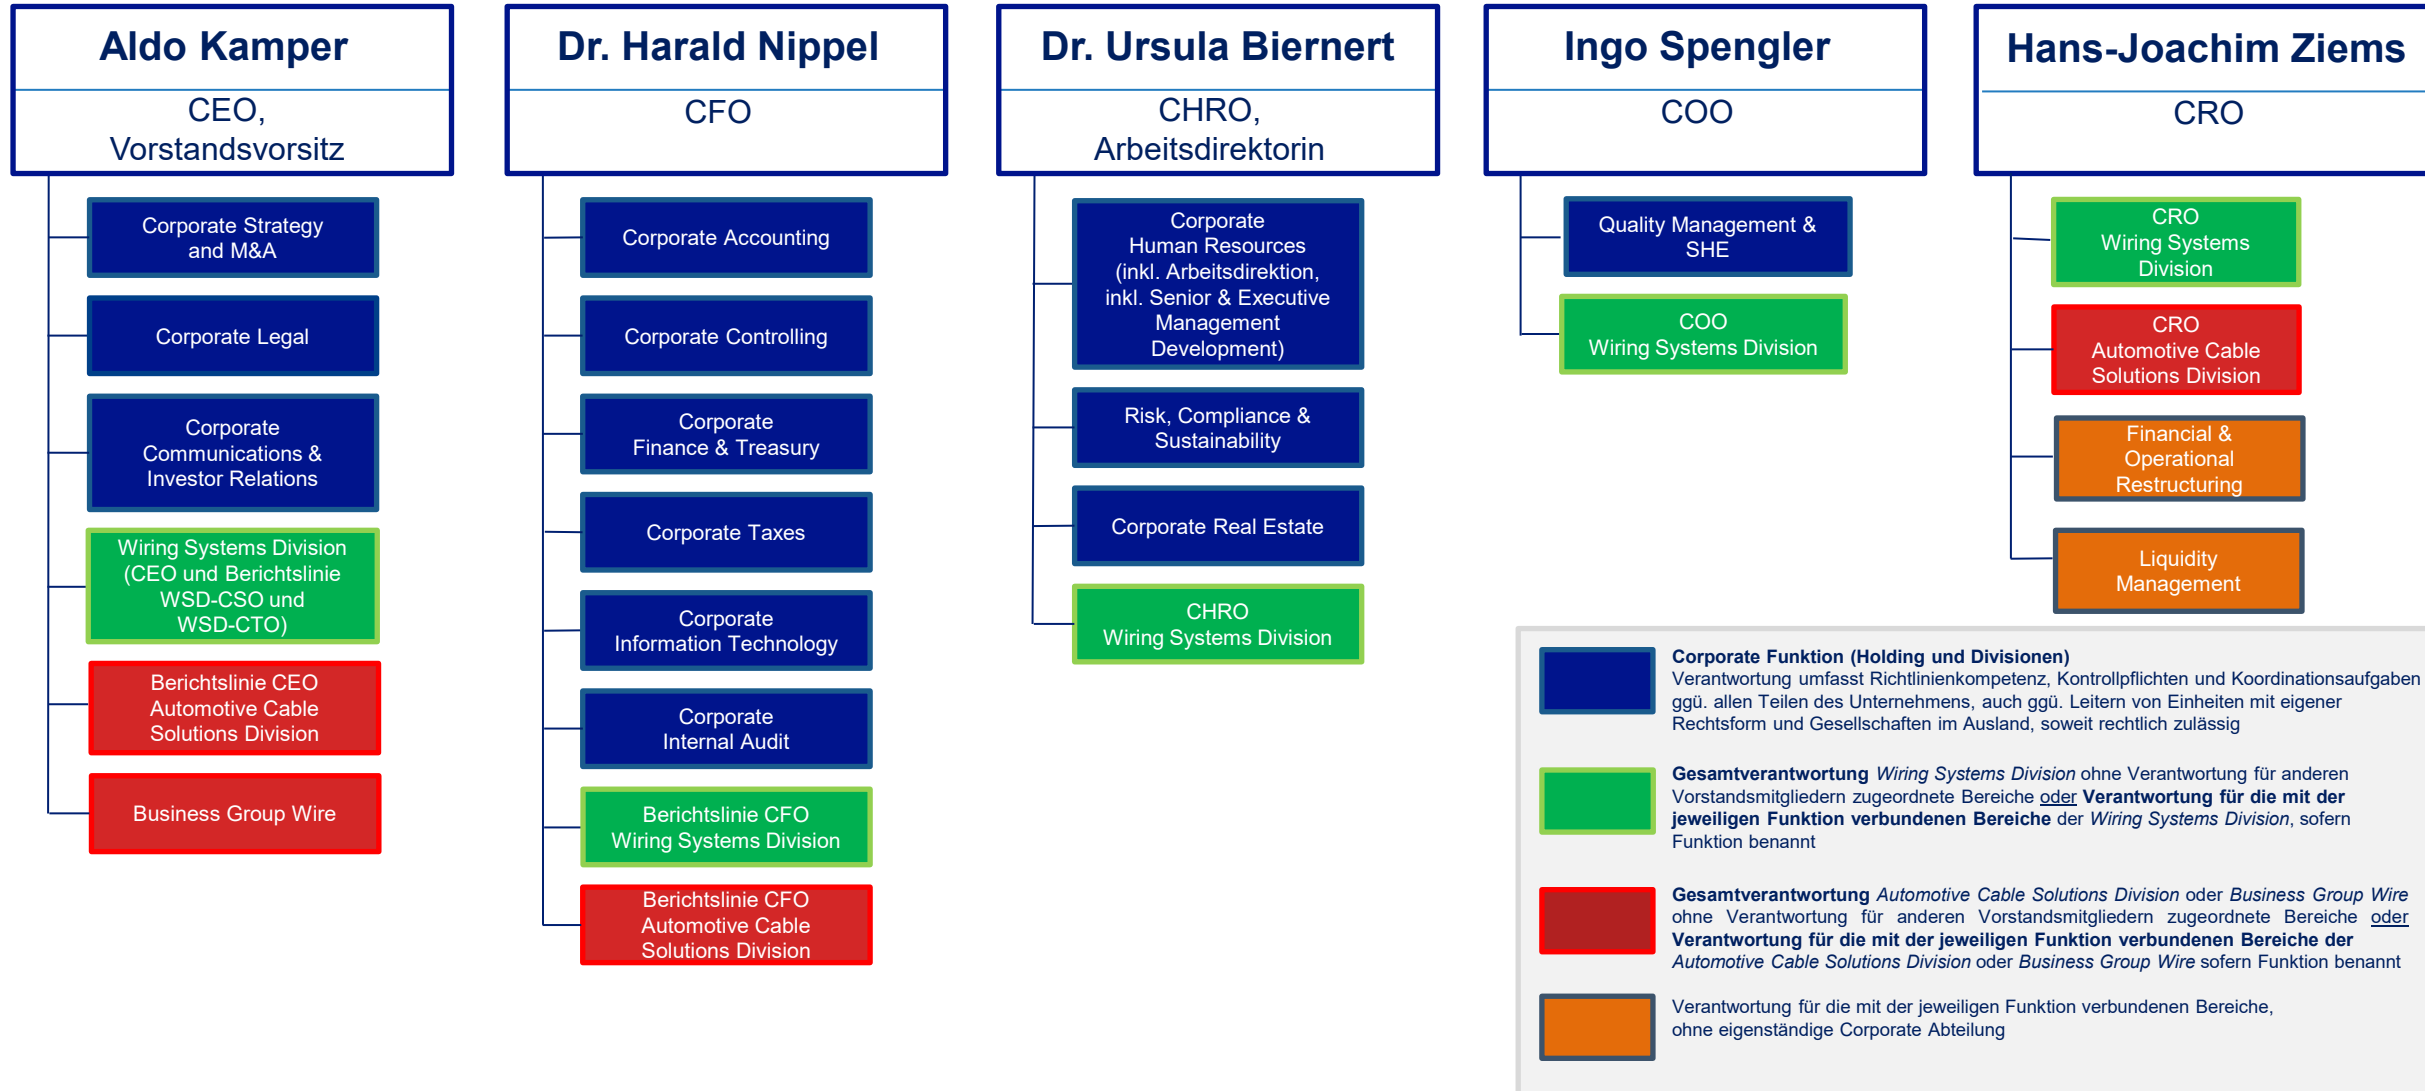 Aldo Kamper
CEO,
Vorstandsvorsitz
Corporate Strategy
and M&A
Corporate Legal
Corporate
Communications &
Investor Relations
Wiring Systems Division
(CEO und Berichtslinie
WSD-CSO und
WSD-CTO)
Berichtslinie CEO
Automotive Cable
Solutions Division
Business Group Wire
Dr. Harald Nippel
CFO
Corporate Accounting
Corporate Controlling
Corporate
Finance & Treasury
Corporate Taxes
Corporate
Information Technology
Corporate
Internal Audit
Berichtslinie CFO
Wiring Systems Division
Berichtslinie CFO
Automotive Cable
Solutions Division
Dr. Ursula Biernert
CHRO,
Arbeitsdirektorin
Corporate
Human Resources
(inkl. Arbeitsdirektion,
inkl. Senior & Executive
Management
Development)
Risk, Compliance &
Sustainability
Corporate Real Estate
CHRO
Wiring Systems Division
Ingo Spengler
COO
Quality Management &
SHE
COO
Wiring Systems Division
Hans-Joachim Ziems
CRO
CRO
Wiring Systems
Division
CRO
Automotive Cable
Solutions Division
Financial &
Operational
Restructuring
Liquidity
Management
Corporate Funktion (Holding und Divisionen)
Verantwortung umfasst Richtlinienkompetenz, Kontrollpflichten und Koordinationsaufgaben
ggü. allen Teilen des Unternehmens, auch ggü. Leitern von Einheiten mit eigener
Rechtsform und Gesellschaften im Ausland, soweit rechtlich zulässig
Gesamtverantwortung Wiring Systems Division ohne Verantwortung für anderen
Vorstandsmitgliedern zugeordnete Bereiche oder Verantwortung für die mit der
jeweiligen Funktion verbundenen Bereiche der Wiring Systems Division, sofern
Funktion benannt
Gesamtverantwortung Automotive Cable Solutions Division oder Business Group Wire
ohne Verantwortung für anderen Vorstandsmitgliedern zugeordnete Bereiche oder
Verantwortung für die mit der jeweiligen Funktion verbundenen Bereiche der
Automotive Cable Solutions Division oder Business Group Wire sofern Funktion benannt
Verantwortung für die mit der jeweiligen Funktion verbundenen Bereiche,
ohne eigenständige Corporate Abteilung